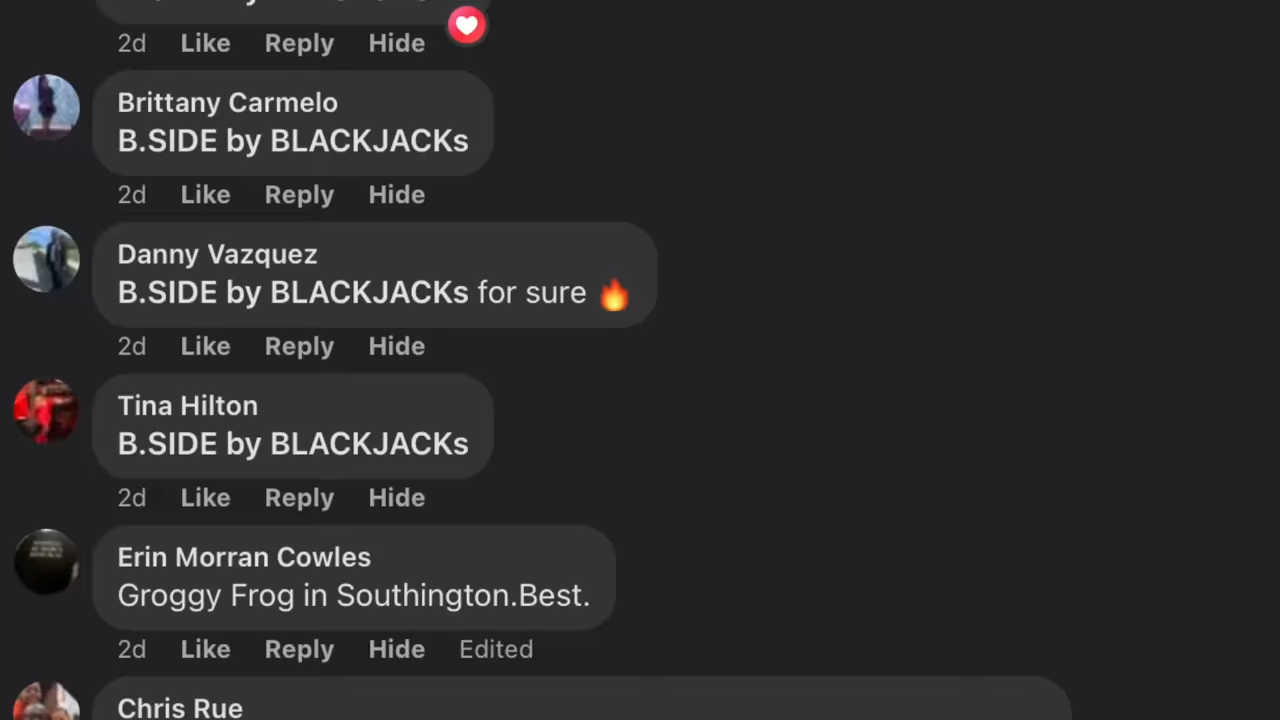 2d Like Reply Hide
Brittany Carmelo
B.SIDE by BLACKJACKs
2d Like Reply Hide
Danny Vazquez
B.SIDE by BLACKJACKs for sure 🔥
2d Like Reply Hide
Tina Hilton
B.SIDE by BLACKJACKs
2d Like Reply Hide
Erin Morran Cowles
Groggy Frog in Southington.Best.
2d Like Reply Hide Edited
Chris Rue